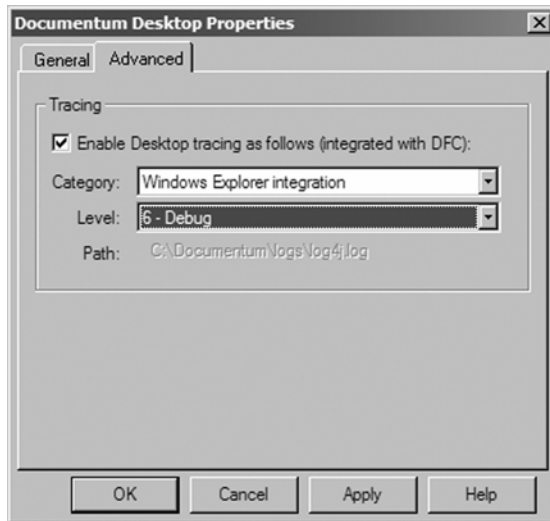 Documentum Desktop Properties
General Advanced
Tracing
Enable Desktop tracing as follows (integrated with DFC):
Category: Windows Explorer integration
Level: 6 - Debug
Path: C:\Documentum\logs\log4j.log
OK Cancel Apply Help